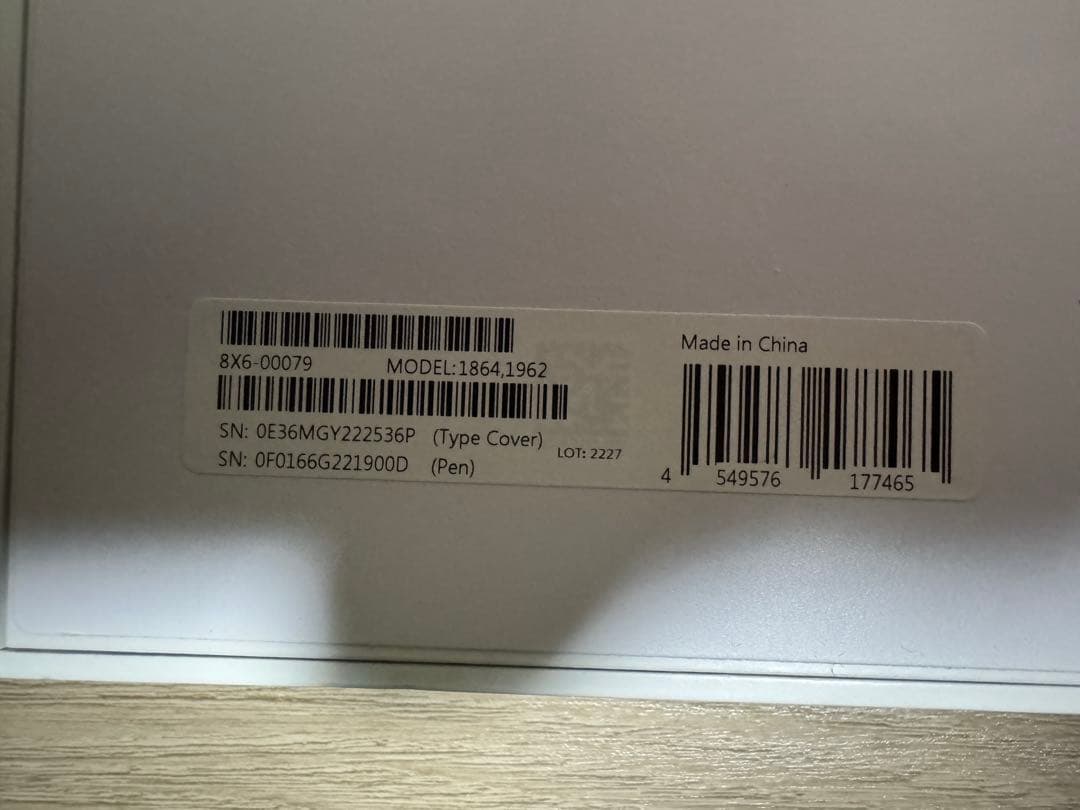 8X6-00079 MODEL:1864,1962
SN: 0E36MGY222536P (Type Cover)
SN: 0F0166G221900D (Pen)
LOT: 2227
Made in China
4 549576 177465